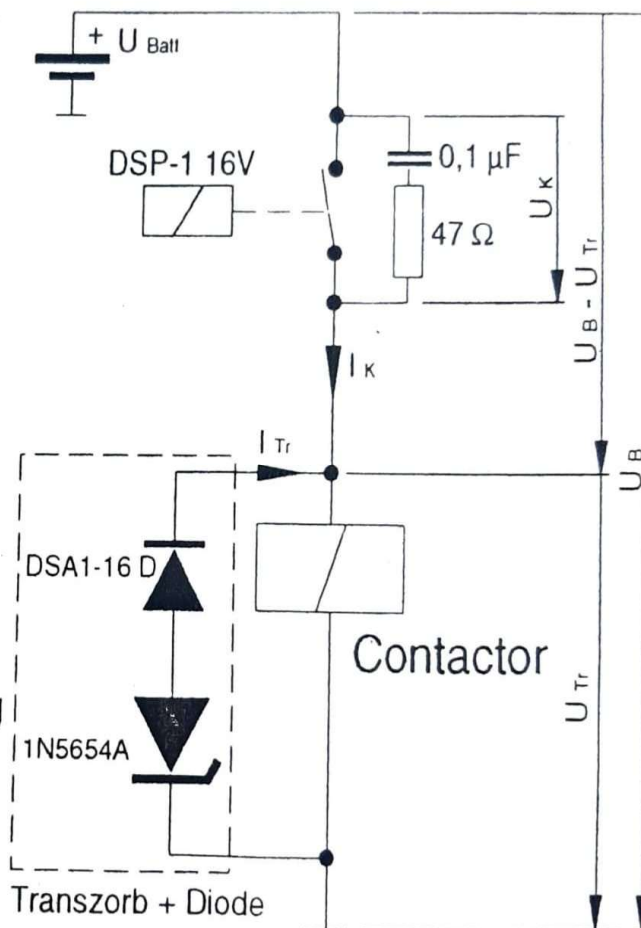 + U Batt
DSP-1 16V
0,1 µF
47 Ω
U K
U B - U Tr
I K
I Tr
U B
DSA1-16 D
Contactor
U Tr
1N5654A
Transzorb + Diode